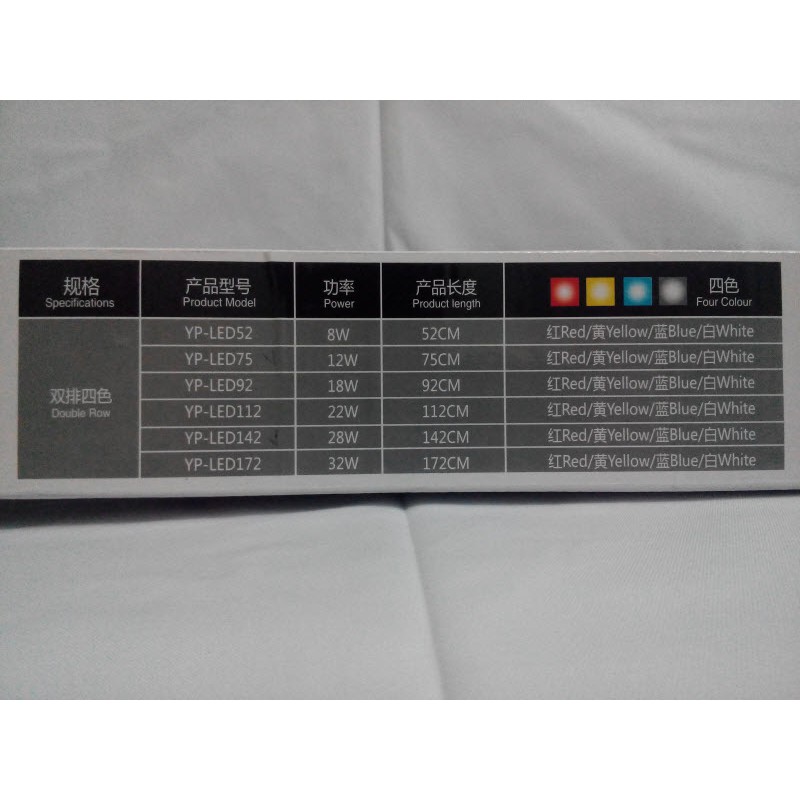 规格 产品型号 功率 产品长度 四色
Specifications Product Model Power Product length Four Colour
YP-LED52 8W 52CM 红Red/黄Yellow/蓝Blue/白White
YP-LED75 12W 75CM 红Red/黄Yellow/蓝Blue/白White
YP-LED92 18W 92CM 红Red/黄Yellow/蓝Blue/白White
双排四色
Double Row
YP-LED112 22W 112CM 红Red/黄Yellow/蓝Blue/白White
YP-LED142 28W 142CM 红Red/黄Yellow/蓝Blue/白White
YP-LED172 32W 172CM 红Red/黄Yellow/蓝Blue/白White